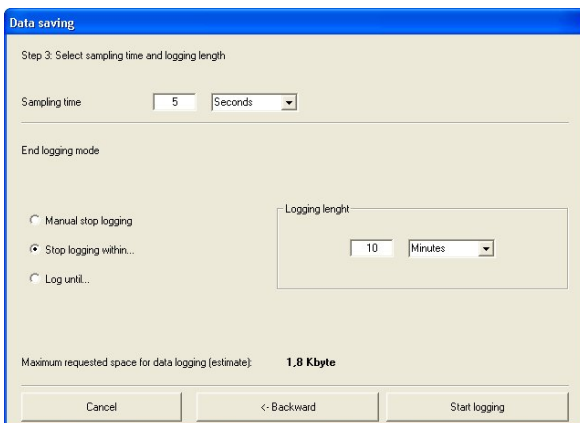 Data saving
Step 3: Select sampling time and logging length
Sampling time 5 Seconds
End logging mode
Logging lenght
Manual stop logging
10 Minutes
Stop logging within...
Log until...
Maximum requested space for data logging (estimate): 1,8 Kbyte
Cancel <- Backward Start logging